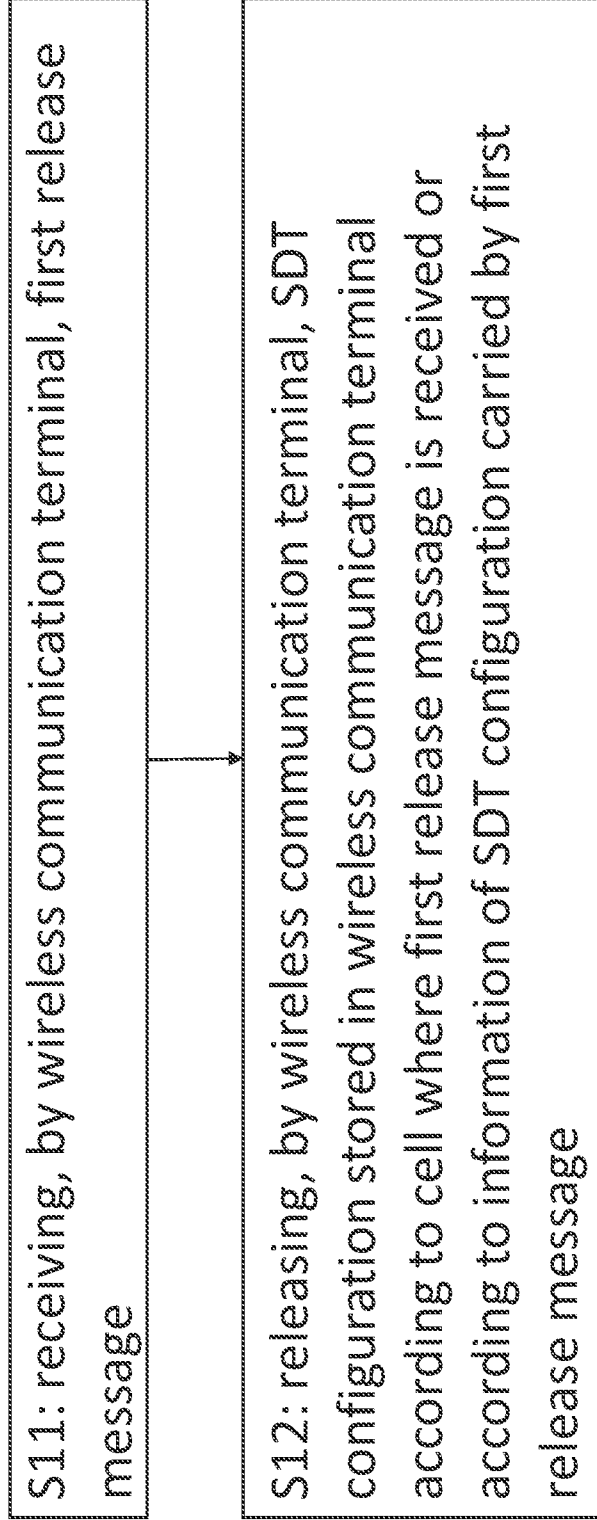 S11: receiving, by wireless communication terminal, first release
message
S12: releasing, by wireless communication terminal, SDT
configuration stored in wireless communication terminal
according to cell where first release message is received or
according to information of SDT configuration carried by first
release message